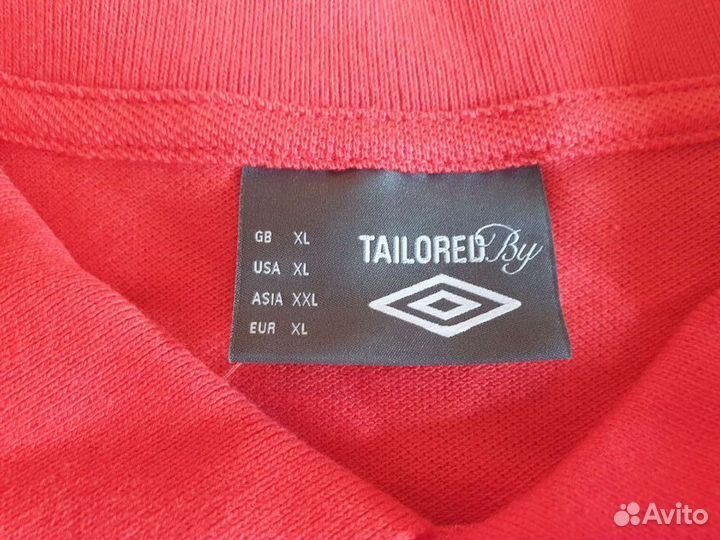 GB XL
USA XL
ASIA XXL
EUR XL
TAILORED By
Avito